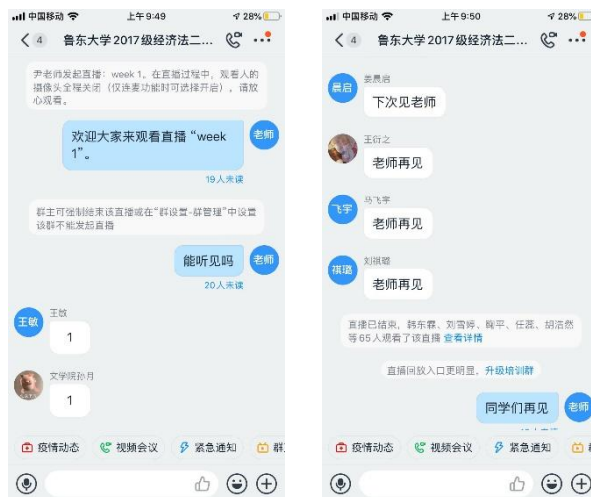 中国移动 上午9:49 28%
4 鲁东大学2017级经济法二...
尹老师发起直播：week 1，在直播过程中，观看人的
摄像头全程关闭（仅连麦功能时可选择开启），请放
心观看。
欢迎大家来观看直播“week
1”。
老师
19人未读
群主可强制结束该直播或在“群设置-群管理”中设置
该群不能发起直播
能听见吗
老师
20人未读
王敏
王敏
1
文学院孙月
1
疫情动态 视频会议 紧急通知 群
中国移动 上午9:50 28%
4 鲁东大学2017级经济法二...
晨启
姜晨启
下次见老师
王衍之
老师再见
飞宇
马飞宇
老师再见
祺璐
刘祺璐
老师再见
直播已结束，韩东霖、刘雪婷、鞠平、任蕊、胡浩然
等65人观看了该直播 查看详情
直播回放入口更明显，升级培训群
同学们再见
老师
疫情动态 视频会议 紧急通知